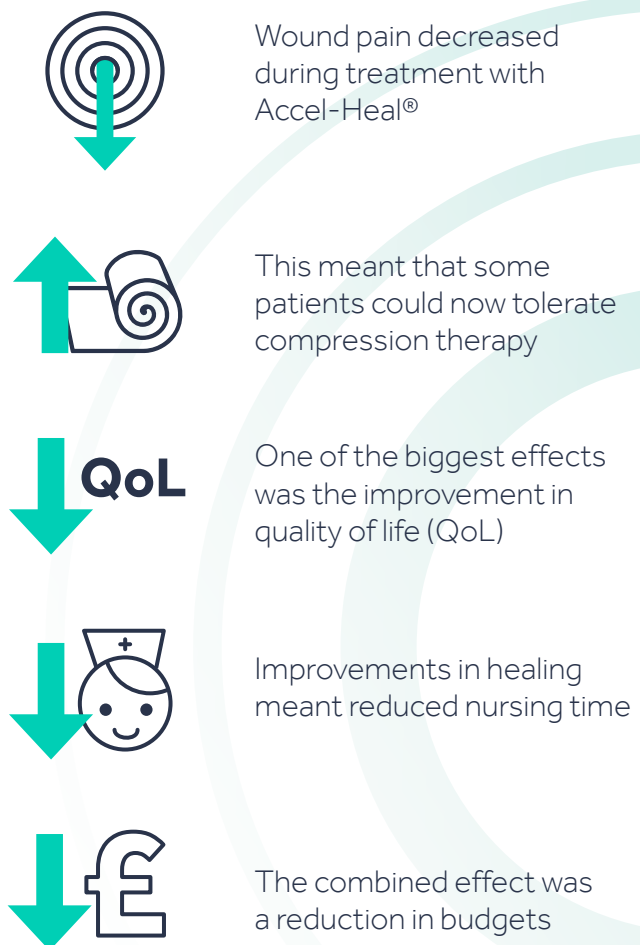 Wound pain decreased
during treatment with
Accel-Heal®
This meant that some
patients could now tolerate
compression therapy
QoL
One of the biggest effects
was the improvement in
quality of life (QoL)
Improvements in healing
meant reduced nursing time
£
The combined effect was
a reduction in budgets